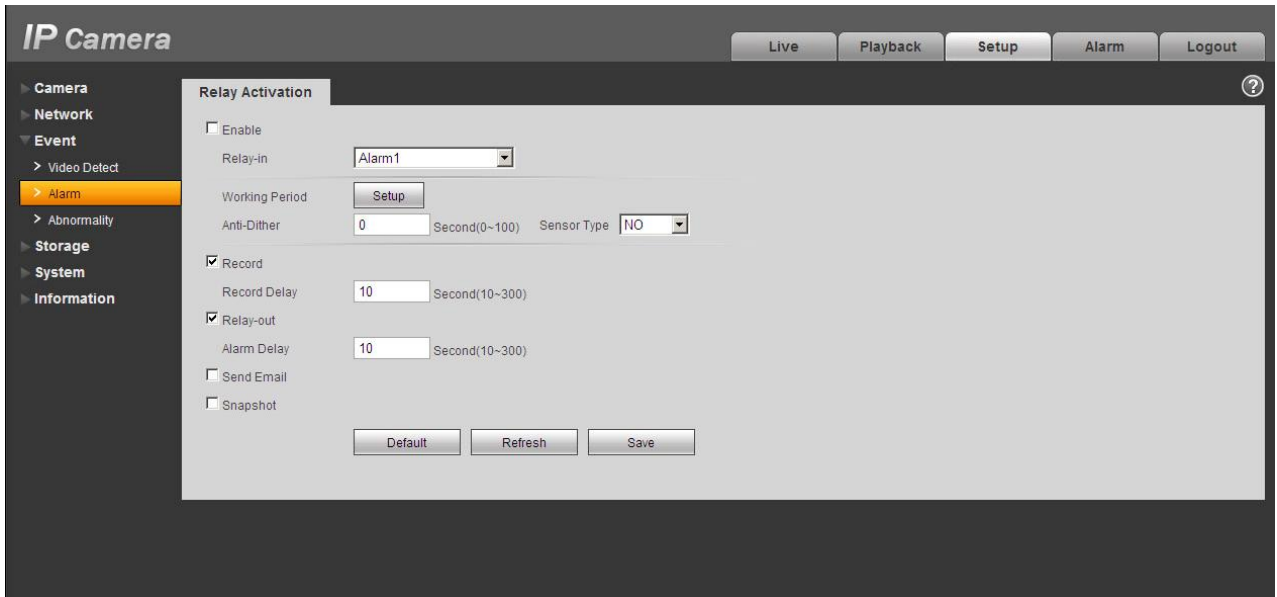 IP Camera
Live
Playback
Setup
Alarm
Logout
Camera
Network
Event
> Video Detect
> Alarm
> Abnormality
Storage
System
Information
Relay Activation
?
Enable
Relay-in Alarm1
Working Period Setup
Anti-Dither 0 Second(0~100) Sensor Type NO
Record
Record Delay 10 Second(10~300)
Relay-out
Alarm Delay 10 Second(10~300)
Send Email
Snapshot
Default Refresh Save